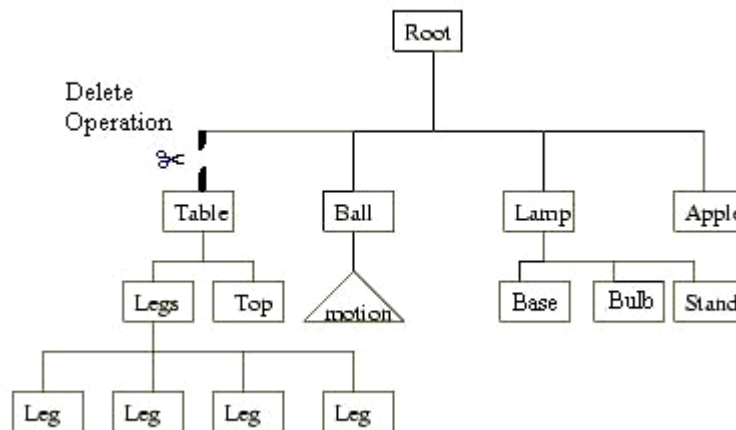 Root
Delete
Operation
Table
Ball
Lamp
Apple
Legs
Top
motion
Base
Bulb
Stand
Leg
Leg
Leg
Leg